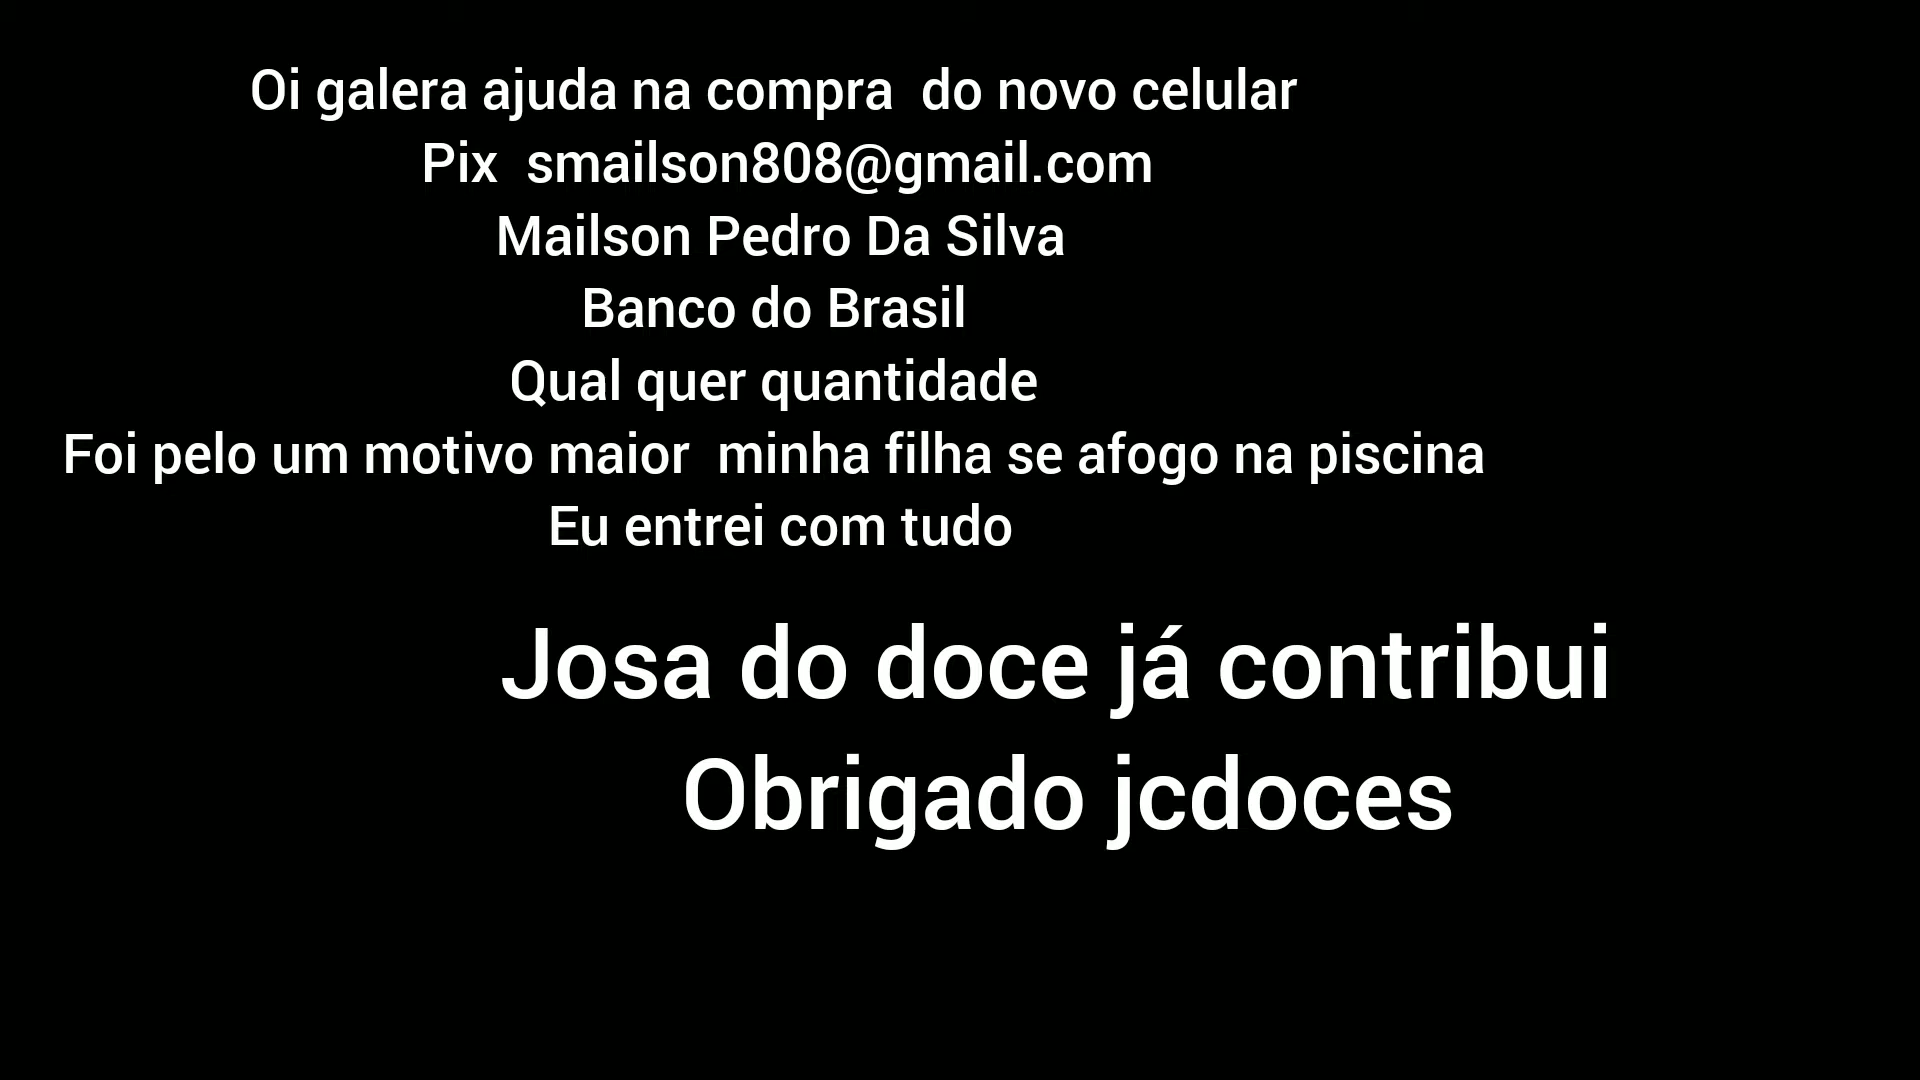 Oi galera ajuda na compra  do novo celular
Pix  smailson808@gmail.com
Mailson Pedro Da Silva
Banco do Brasil
Qual quer quantidade
Foi pelo um motivo maior  minha filha se afogo na piscina
Eu entrei com tudo
Josa do doce já contribui
Obrigado jcdoces